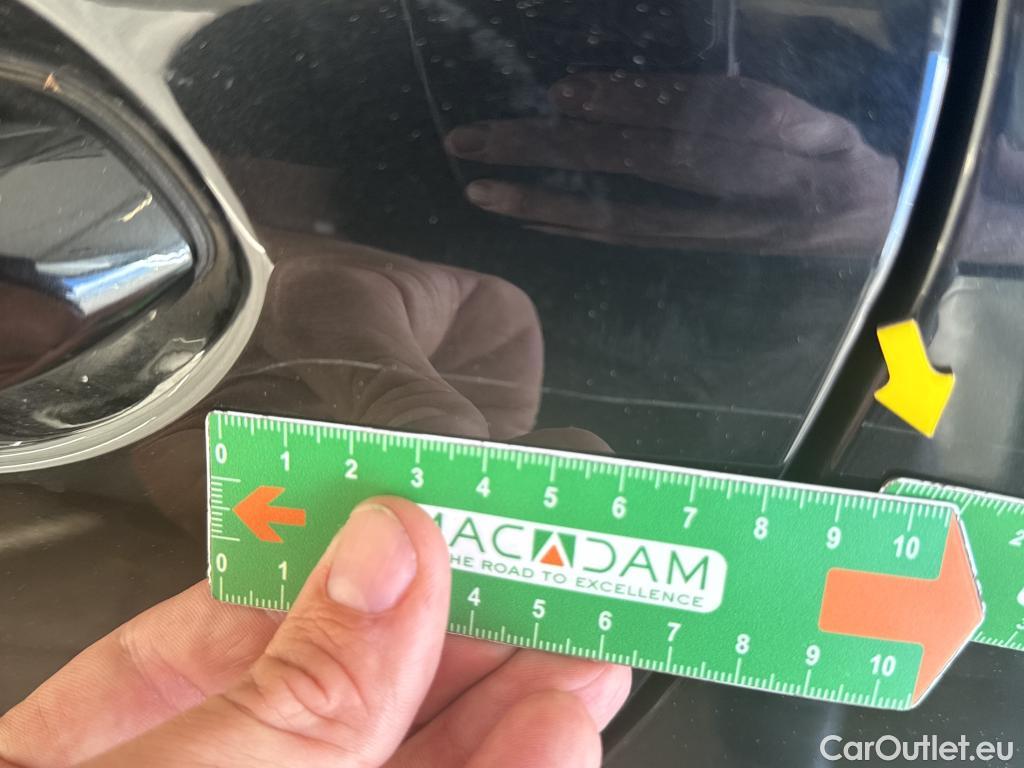 0 1 2 3 4 5 6 7 8 9 10
MACADAM
THE ROAD TO EXCELLENCE
0 1 4 5 6 7 8 9 10
2
CarOutlet.eu